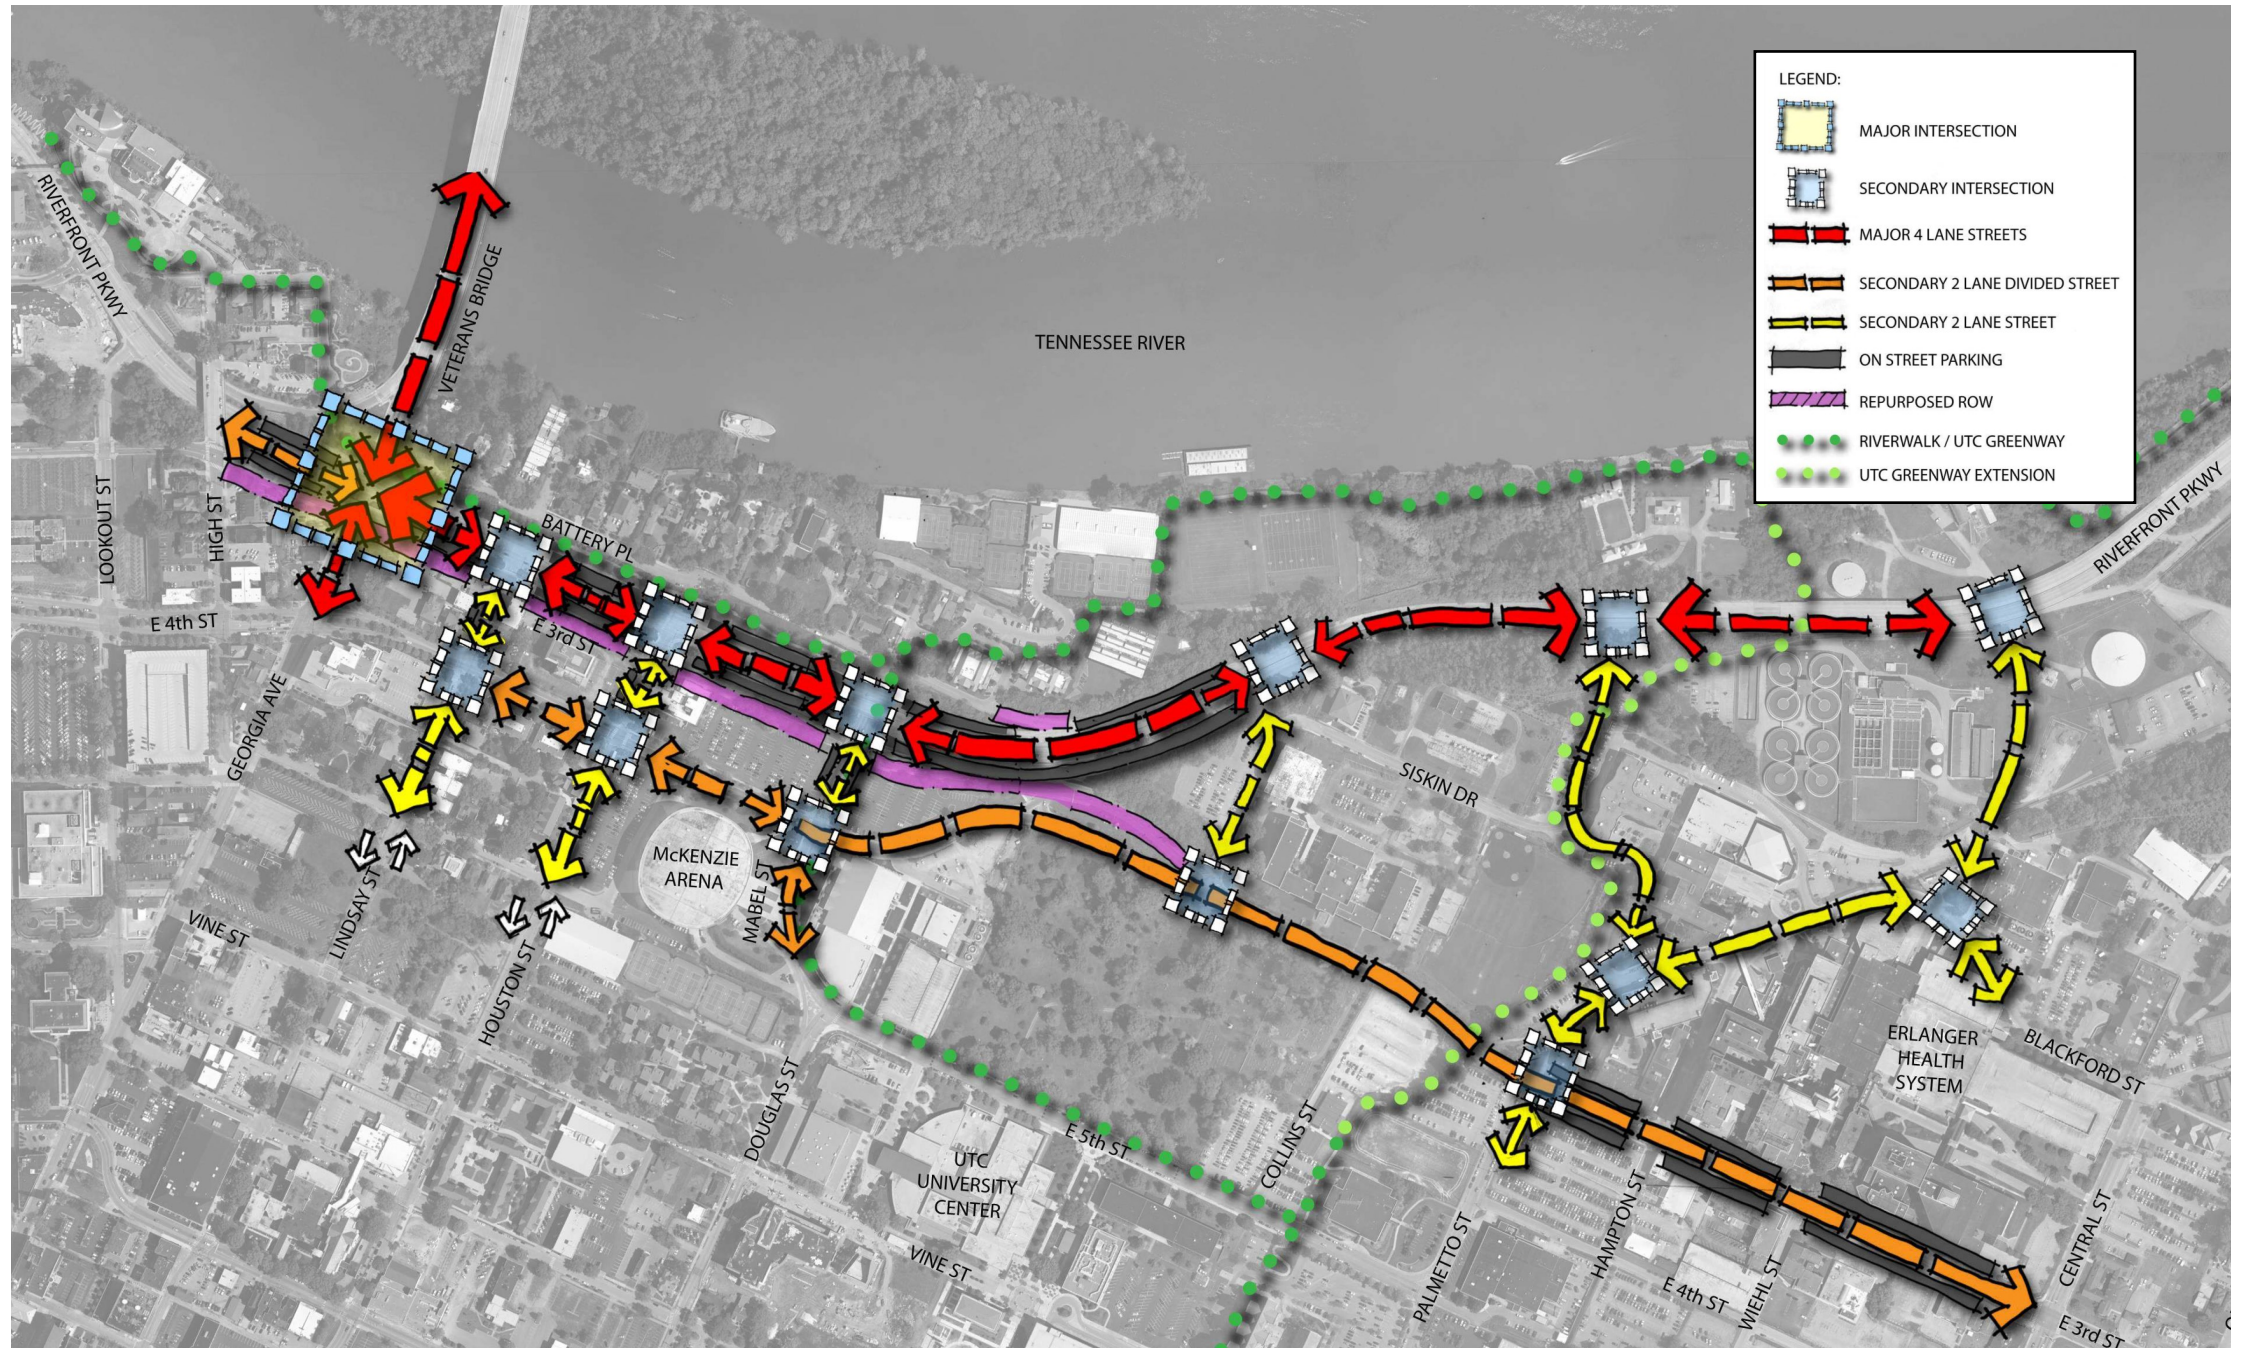 LEGEND:
MAJOR INTERSECTION
SECONDARY INTERSECTION
MAJOR 4 LANE STREETS
SECONDARY 2 LANE DIVIDED STREET
SECONDARY 2 LANE STREET
ON STREET PARKING
REPURPOSED ROW
RIVERWALK / UTC GREENWAY
UTC GREENWAY EXTENSION
RIVERFRONT PKWY
VETERANS BRIDGE
TENNESSEE RIVER
RIVERFRONT PKWY
LOOKOUT ST
HIGH ST
BATTERY PL
E 4th ST
E 3rd ST
GEORGIA AVE
SISKIN DR
McKENZIE
ARENA
MABEL ST
VINE ST
LINDSAY ST
HOUSTON ST
DOUGLAS ST
E 5th ST
UTC
UNIVERSITY
CENTER
COLLINS ST
VINE ST
PALMETTO ST
HAMPTON ST
E 4th ST
WIEHL ST
ERLANGER
HEALTH
SYSTEM
BLACKFORD ST
CENTRAL ST
E 3rd ST